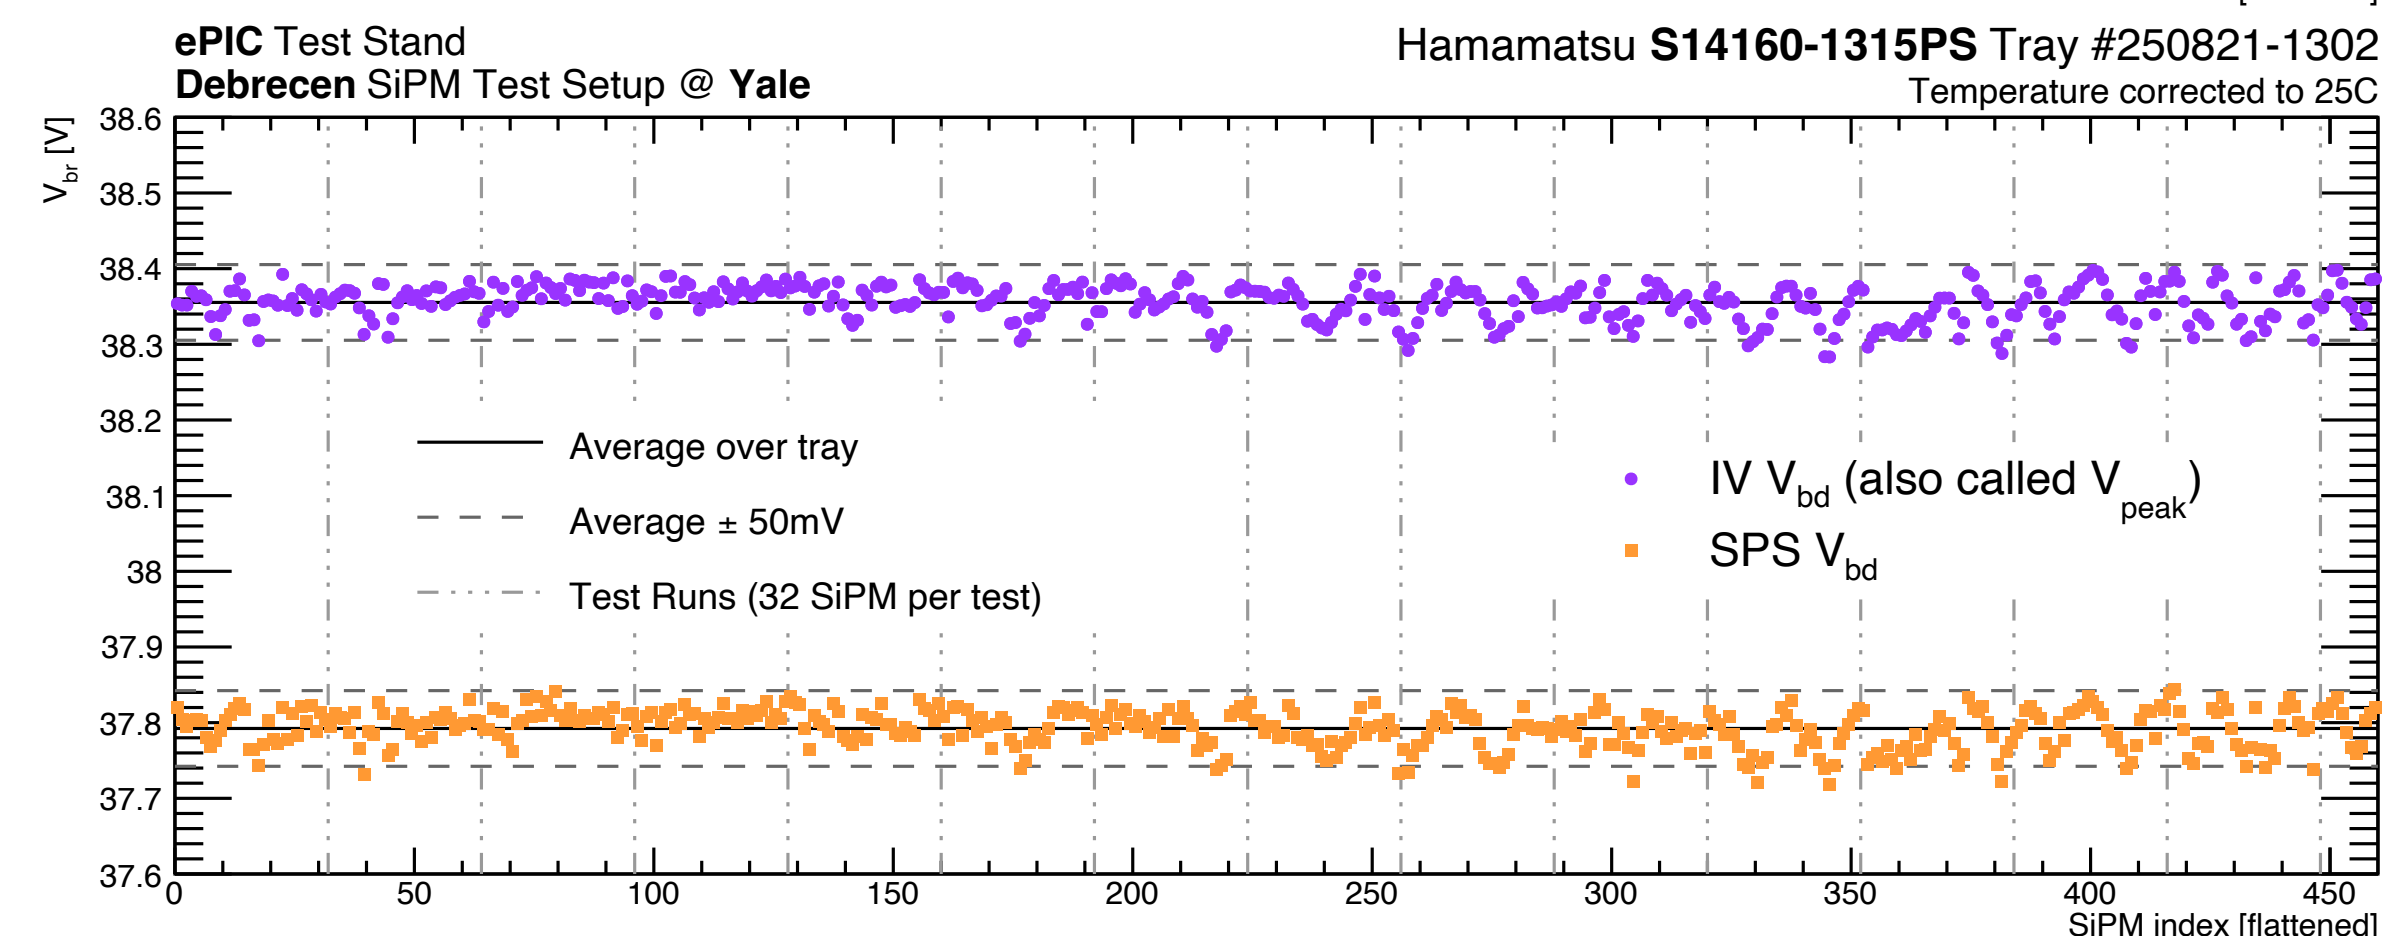 [ ]
ePIC Test Stand
Hamamatsu S14160-1315PS Tray #250821-1302
Debrecen SiPM Test Setup @ Yale
Temperature corrected to 25C
V_br [V]
38.6
38.5
38.4
38.3
38.2
38.1
38
37.9
37.8
37.7
37.6
Average over tray
Average ± 50mV
Test Runs (32 SiPM per test)
IV V_bd (also called V_peak)
SPS V_bd
0 50 100 150 200 250 300 350 400 450
SiPM index [flattened]